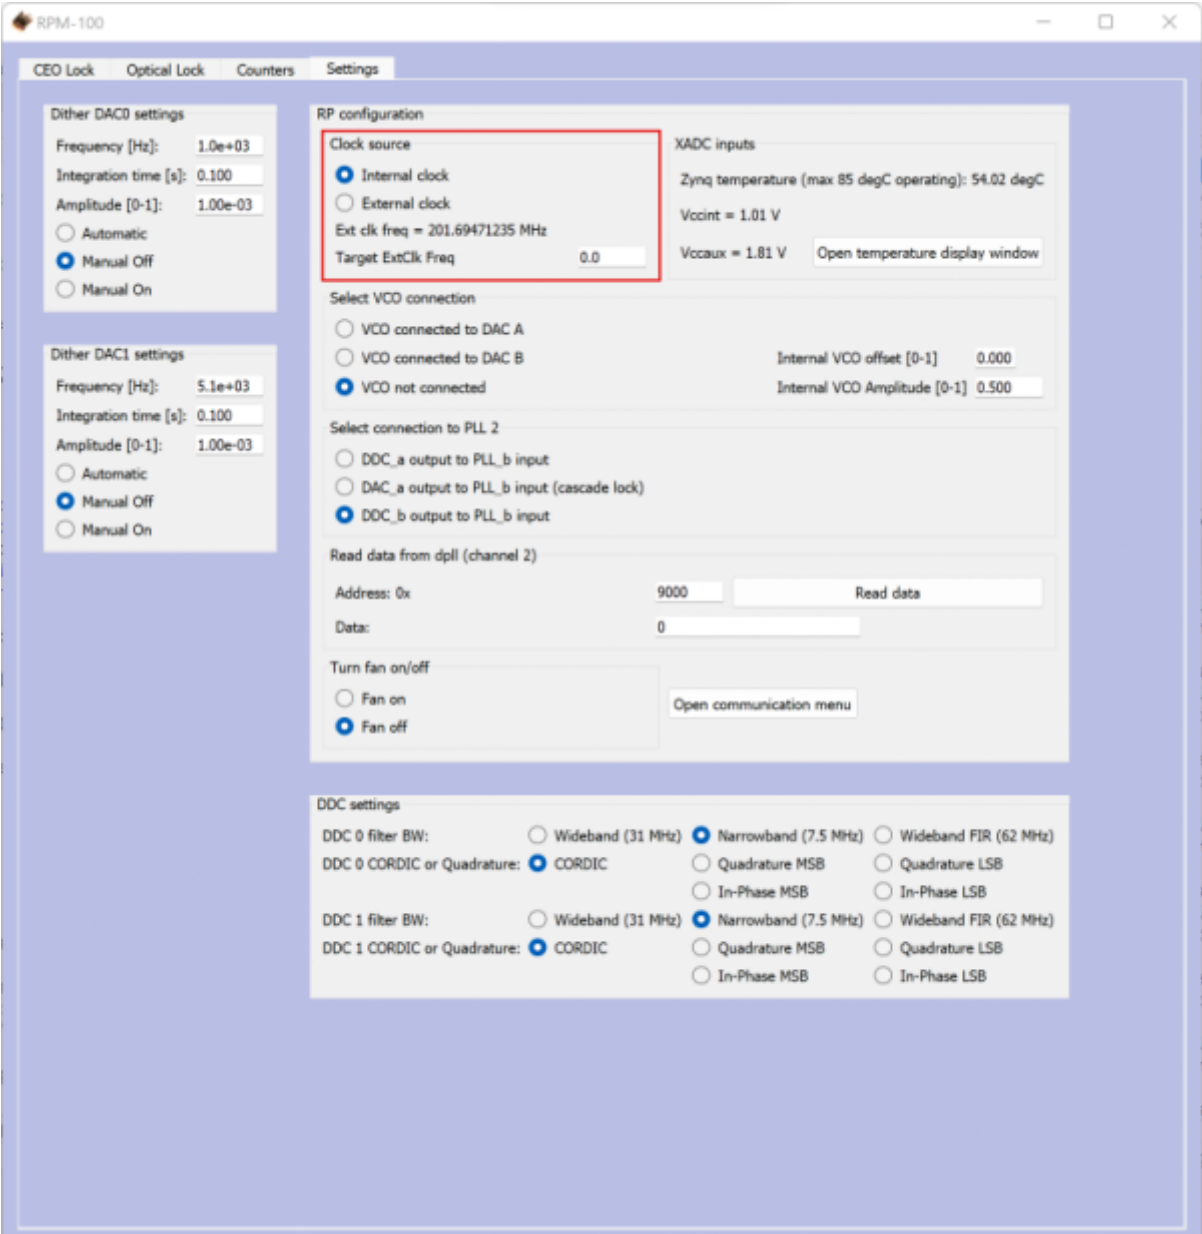 RPM-100
CEO Lock Optical Lock Counters Settings
Dither DAC0 settings
Frequency [Hz]: 1.0e+03
Integration time [s]: 0.100
Amplitude [0-1]: 1.00e-03
Automatic
Manual Off
Manual On
Dither DAC1 settings
Frequency [Hz]: 5.1e+03
Integration time [s]: 0.100
Amplitude [0-1]: 1.00e-03
Automatic
Manual Off
Manual On
RP configuration
Clock source
Internal clock
External clock
Ext clk freq = 201.69471235 MHz
Target ExtClk Freq 0.0
XADC inputs
Zynq temperature (max 85 degC operating): 54.02 degC
Vccint = 1.01 V
Vccaux = 1.81 V Open temperature display window
Select VCO connection
VCO connected to DAC A
VCO connected to DAC B Internal VCO offset [0-1] 0.000
VCO not connected Internal VCO Amplitude [0-1] 0.500
Select connection to PLL 2
DDC_a output to PLL_b input
DAC_a output to PLL_b input (cascade lock)
DDC_b output to PLL_b input
Read data from dpll (channel 2)
Address: 0x 9000 Read data
Data: 0
Turn fan on/off
Fan on
Fan off
Open communication menu
DDC settings
DDC 0 filter BW: Wideband (31 MHz) Narrowband (7.5 MHz) Wideband FIR (62 MHz)
DDC 0 CORDIC or Quadrature: CORDIC Quadrature MSB Quadrature LSB
In-Phase MSB In-Phase LSB
DDC 1 filter BW: Wideband (31 MHz) Narrowband (7.5 MHz) Wideband FIR (62 MHz)
DDC 1 CORDIC or Quadrature: CORDIC Quadrature MSB Quadrature LSB
In-Phase MSB In-Phase LSB